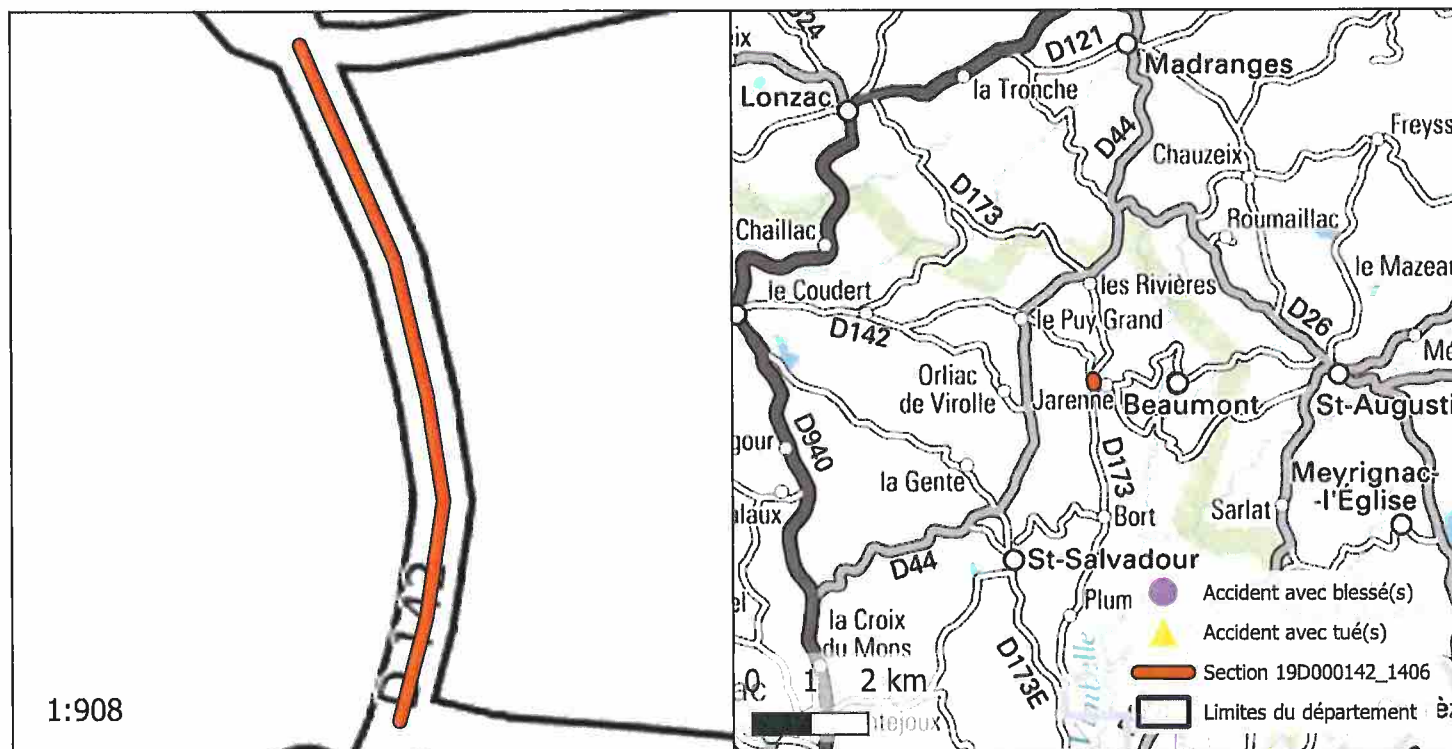 D 142
1:908
D121
Madranges
Lonzac
la Tronche
D44
Freyss
Chauzeix
D173
Roumaillac
Chaillac
le Mazeau
le Coudert
les Rivières
D142
le Puy Grand
D26
Orliac
de Virolle
Jarenne
Beaumont
St-Augusti
D940
D173
la Gente
Meyrignac-
-l'Église
Sarlat
Bort
D44
St-Salvadour
Plum
la Croix
du Mons
D173E
Vimbelle
0 1 2 km
Accident avec blessé(s)
Accident avec tué(s)
Section 19D000142_1406
Limites du département